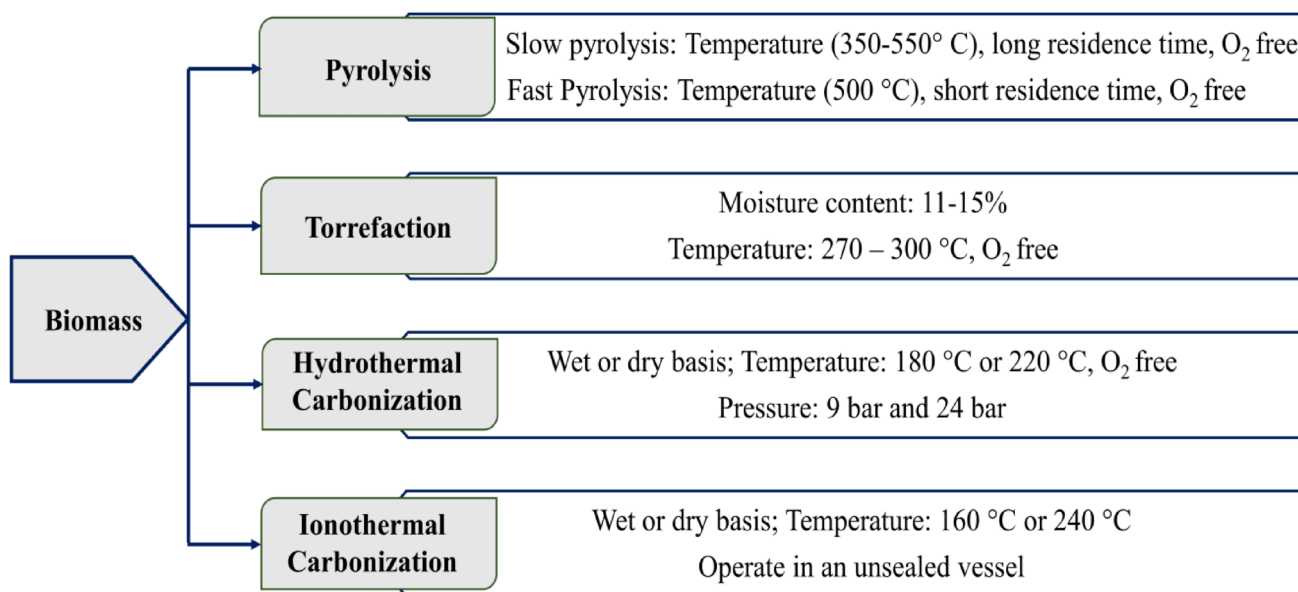 Biomass
Pyrolysis
Slow pyrolysis: Temperature (350-550° C), long residence time, O₂ free
Fast Pyrolysis: Temperature (500 °C), short residence time, O₂ free
Torrefaction
Moisture content: 11-15%
Temperature: 270 – 300 °C, O₂ free
Hydrothermal
Carbonization
Wet or dry basis; Temperature: 180 °C or 220 °C, O₂ free
Pressure: 9 bar and 24 bar
Ionothermal
Carbonization
Wet or dry basis; Temperature: 160 °C or 240 °C
Operate in an unsealed vessel